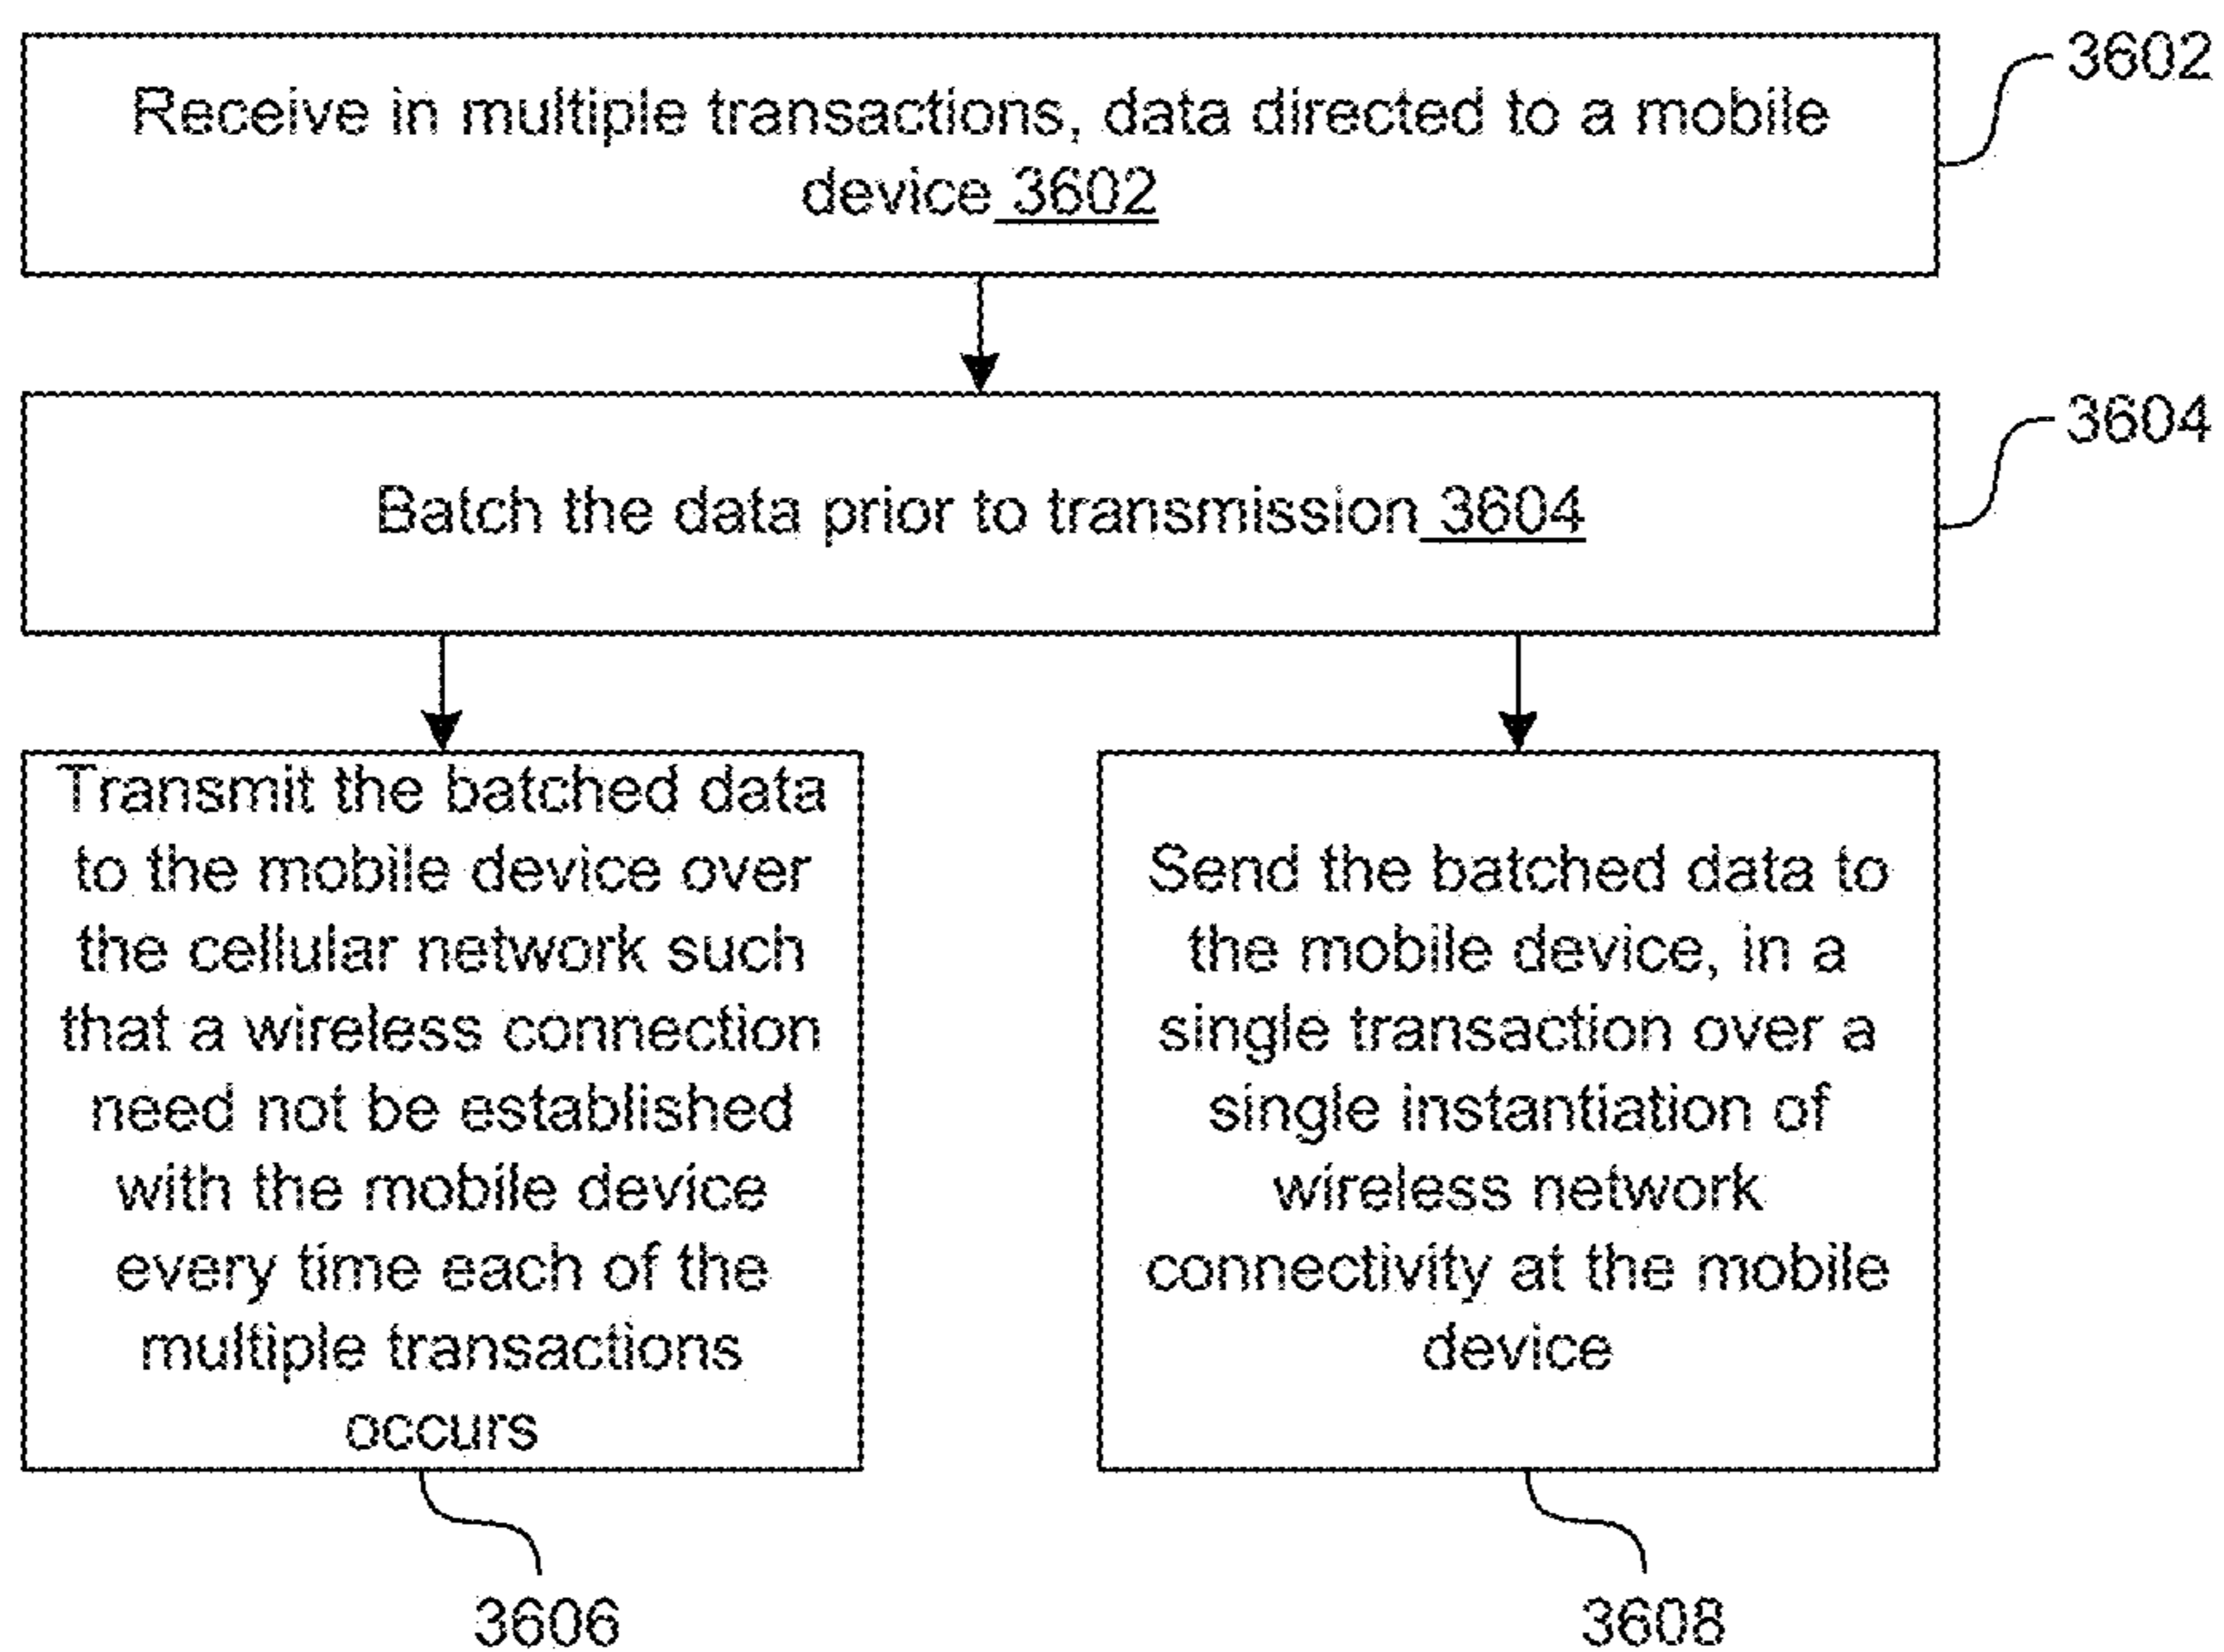 Receive in multiple transactions, data directed to a mobile
device 3602
3602
Batch the data prior to transmission 3604
3604
Transmit the batched data
to the mobile device over
the cellular network such
that a wireless connection
need not be established
with the mobile device
every time each of the
multiple transactions
occurs
3606
Send the batched data to
the mobile device, in a
single transaction over a
single instantiation of
wireless network
connectivity at the mobile
device
3608